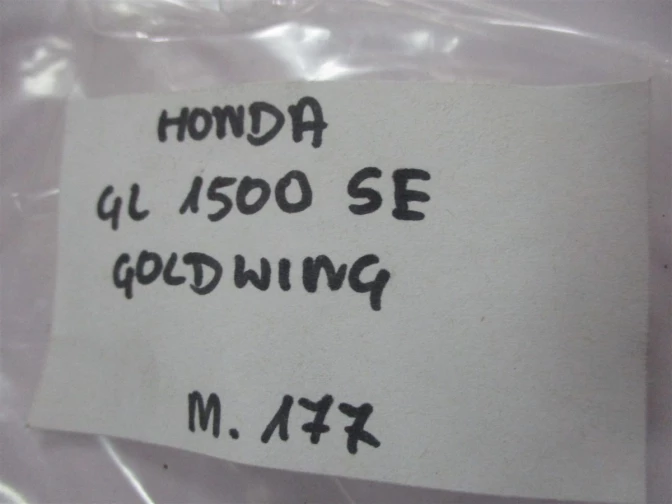 HONDA
GL 1500 SE
GOLDWING
M. 177